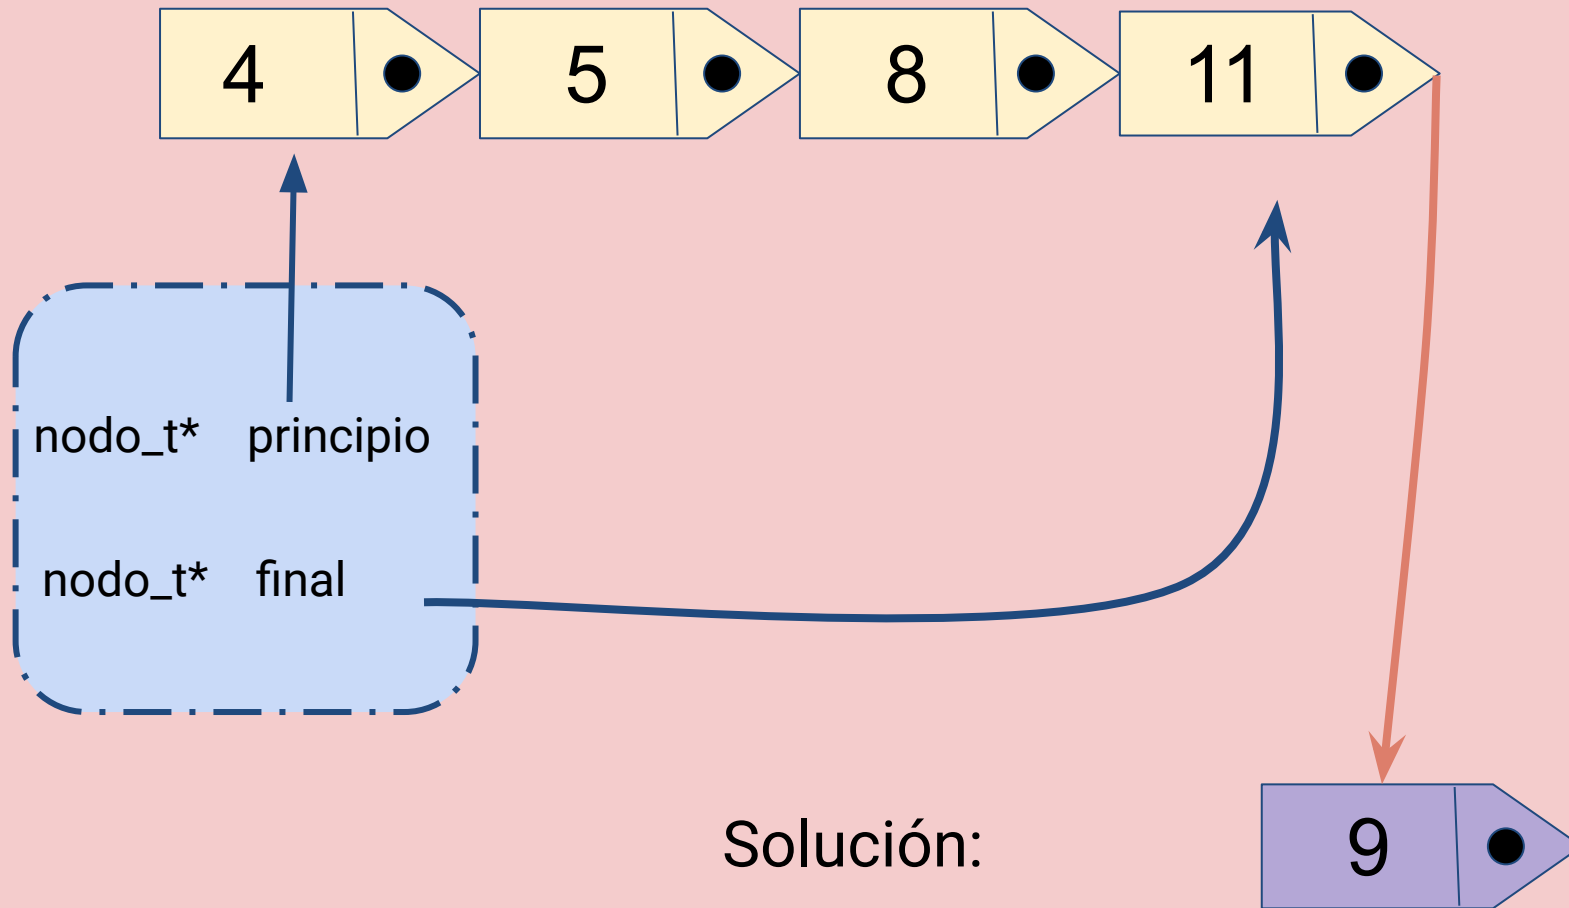 4 5 8 11
nodo_t* principio
nodo_t* final
Solución:
9